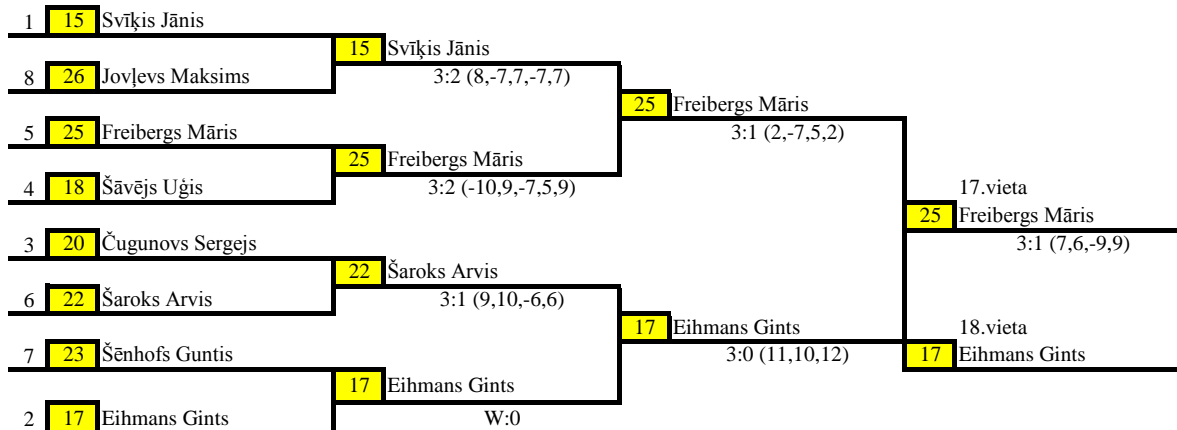 1 15 Svīķis Jānis
15 Svīķis Jānis
8 26 Jovļevs Maksims
3:2 (8,-7,7,-7,7)
25 Freibergs Māris
5 25 Freibergs Māris
3:1 (2,-7,5,2)
25 Freibergs Māris
4 18 Šāvējs Uģis
3:2 (-10,9,-7,5,9)
17.vieta
25 Freibergs Māris
3 20 Čugunovs Sergejs
3:1 (7,6,-9,9)
22 Šaroks Arvis
6 22 Šaroks Arvis
3:1 (9,10,-6,6)
17 Eihmans Gints
18.vieta
7 23 Šēnhofs Guntis
3:0 (11,10,12)
17 Eihmans Gints
17 Eihmans Gints
2 17 Eihmans Gints
W:0